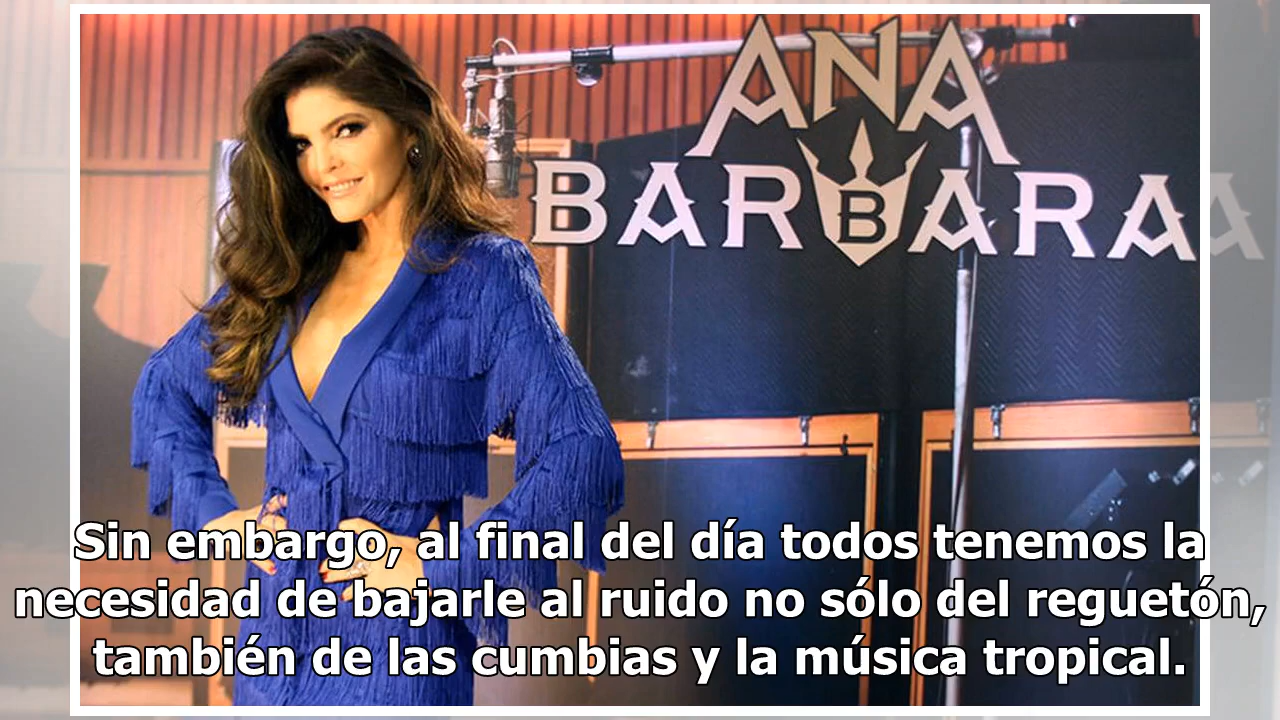 ANA
BARBARA
B
Sin embargo, al final del día todos tenemos la
necesidad de bajarle al ruido no sólo del reguetón,
también de las cumbias y la música tropical.